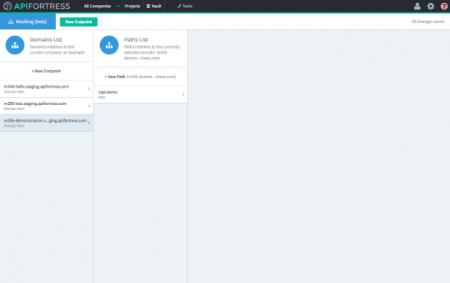 APIFORTRESS
All Companies
Projects
Vault
Tools
Mocking (beta)
New Endpoint
All changes saved.
Domains List
Domains relative to the
current company: an Example
+ New Endpoint
m206-hello.staging.apifortress.com
Domain item
m206-test.staging.apifortress.com
Domain item
m206-demonstration.s...ging.apifortress.com
Domain item
Paths List
Paths relative to the currently
selected domain: m206-
demon...rtress.com)
+ New Path (m206-demon...rtress.com)
/api/demo